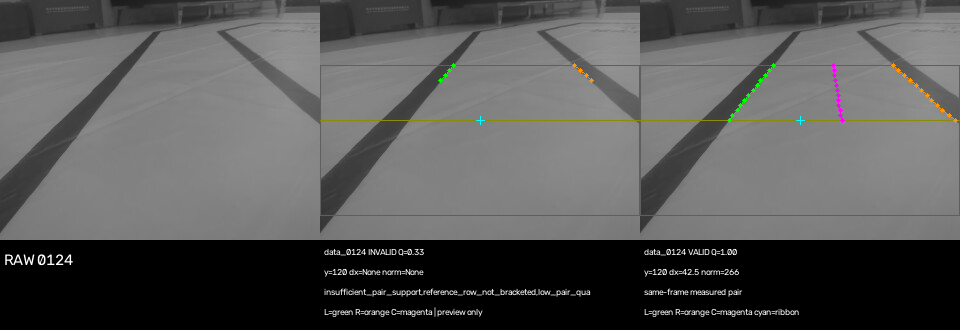 RAW 0124
data_0124 INVALID Q=0.33
y=120 dx=None norm=None
insufficient_pair_support,reference_row_not_bracketed,low_pair_qua
L=green R=orange C=magenta | preview only
data_0124 VALID Q=1.00
y=120 dx=42.5 norm=266
same-frame measured pair
L=green R=orange C=magenta cyan=ribbon